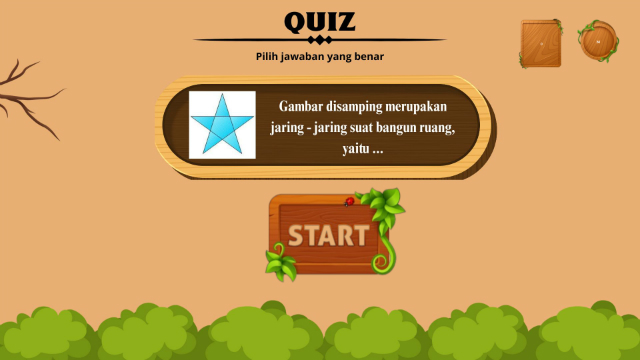 QUIZ
Pilih jawaban yang benar
Gambar disamping merupakan
jaring - jaring suat bangun ruang,
yaitu ...
START